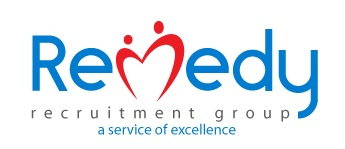 Remedy
recruitment group
a service of excellence